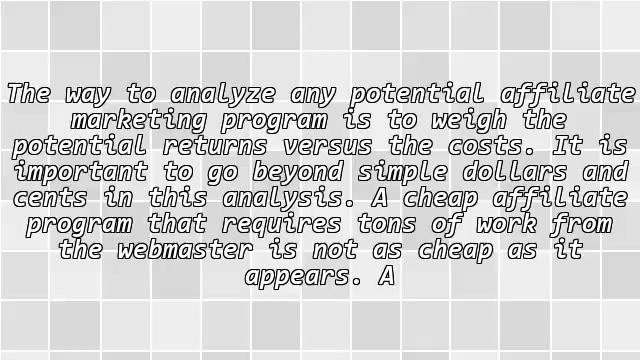 The way to analyze any potential affiliate
marketing program is to weigh the
potential returns versus the costs. It is
important to go beyond simple dollars and
cents in this analysis. A cheap affiliate
program that requires tons of work from
the webmaster is not as cheap as it
appears. A